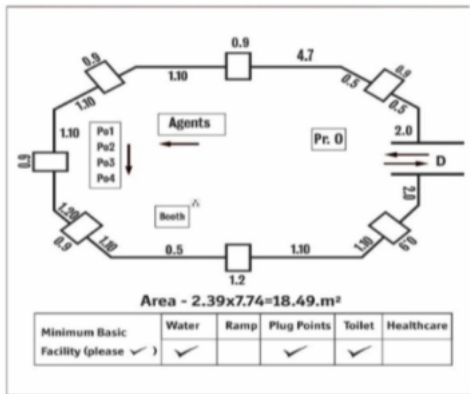 0.9
4.7
0.9
1.10
0.5
0.9
1.10
0.5
1.10
Po1
Po2
Po3
Po4
Agents
Pr. O
2.0
0.9
D
2.0
1.20
0.9
1.10
Booth
0.5
1.2
1.10
1.10
0.9
Area - 2.39x7.74=18.49.m²
Minimum Basic
Facility (please ✓ )
Water
Ramp
Plug Points
Toilet
Healthcare
✓
✓
✓